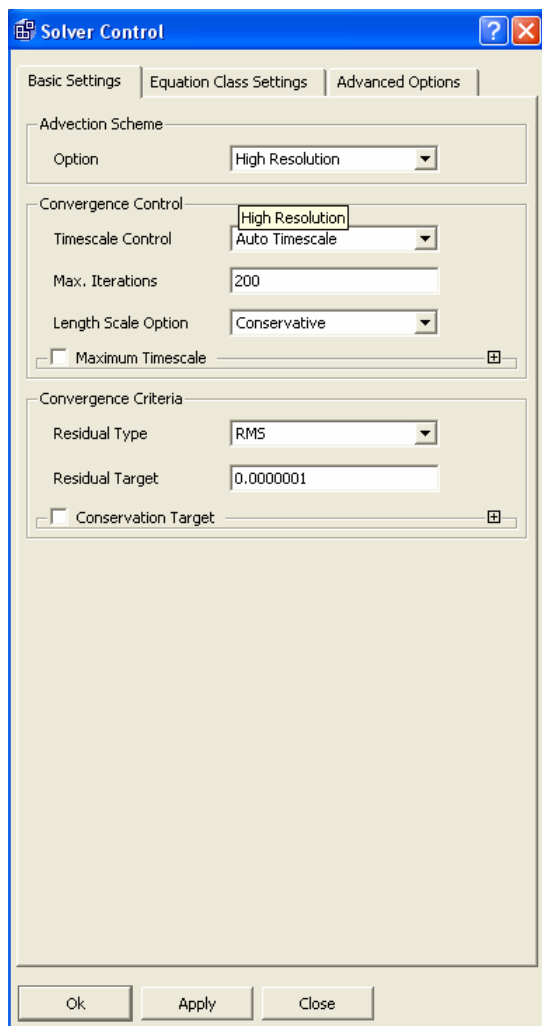 Solver Control
Basic Settings Equation Class Settings Advanced Options
Advection Scheme
Option High Resolution
Convergence Control
High Resolution
Timescale Control Auto Timescale
Max. Iterations 200
Length Scale Option Conservative
Maximum Timescale
Convergence Criteria
Residual Type RMS
Residual Target 0.0000001
Conservation Target
Ok Apply Close